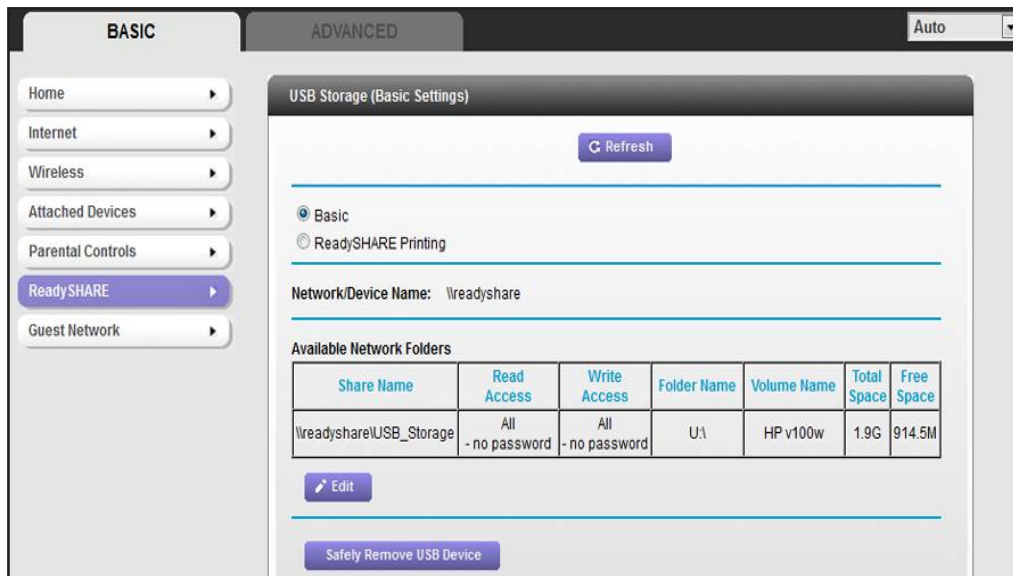 BASIC
ADVANCED
Auto
Home
Internet
Wireless
Attached Devices
Parental Controls
ReadySHARE
Guest Network
USB Storage (Basic Settings)
Refresh
Basic
ReadySHARE Printing
Network/Device Name: \\readyshare
Available Network Folders
Share Name Read Access Write Access Folder Name Volume Name Total Space Free Space
\\readyshare\USB_Storage All - no password All - no password U:\ HP v100w 1.9G 914.5M
Edit
Safely Remove USB Device